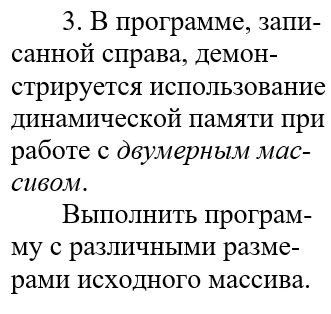 3. В программе, запи-
санной справа, демон-
стрируется использование
динамической памяти при
работе с двумерным мас-
сивом.
Выполнить програм-
му с различными разме-
рами исходного массива.